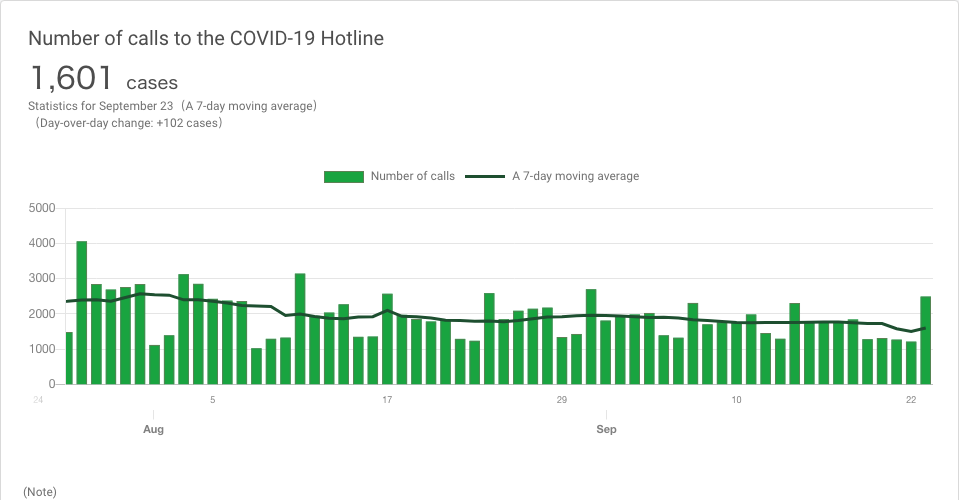 Number of calls to the COVID-19 Hotline
1,601 cases
Statistics for September 23（A 7-day moving average）
（Day-over-day change: +102 cases）
Number of calls A 7-day moving average
5000
4000
3000
2000
1000
0
24 5 17 29 10 22
Aug Sep
(Note)